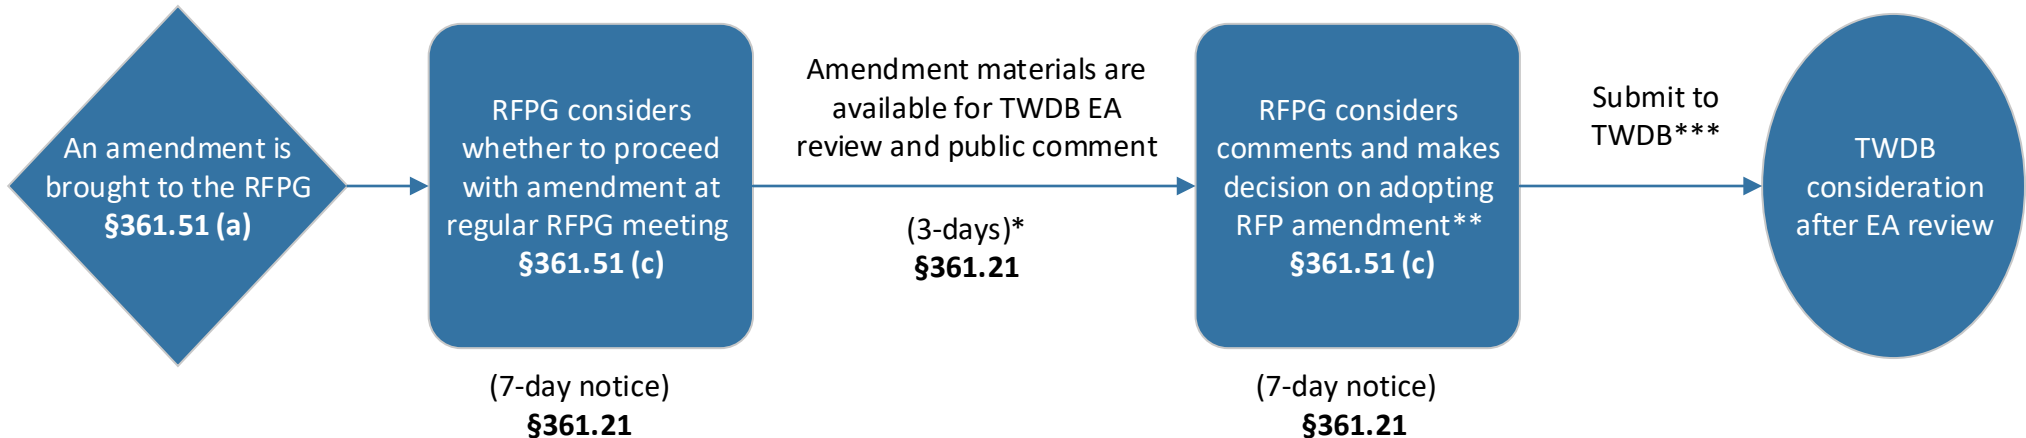 An amendment is
brought to the RFPG
§361.51 (a)
RFPG considers
whether to proceed
with amendment at
regular RFPG meeting
§361.51 (c)
(7-day notice)
§361.21
Amendment materials are
available for TWDB EA
review and public comment
(3-days)*
§361.21
RFPG considers
comments and makes
decision on adopting
RFP amendment**
§361.51 (c)
(7-day notice)
§361.21
Submit to
TWDB***
TWDB
consideration
after EA review